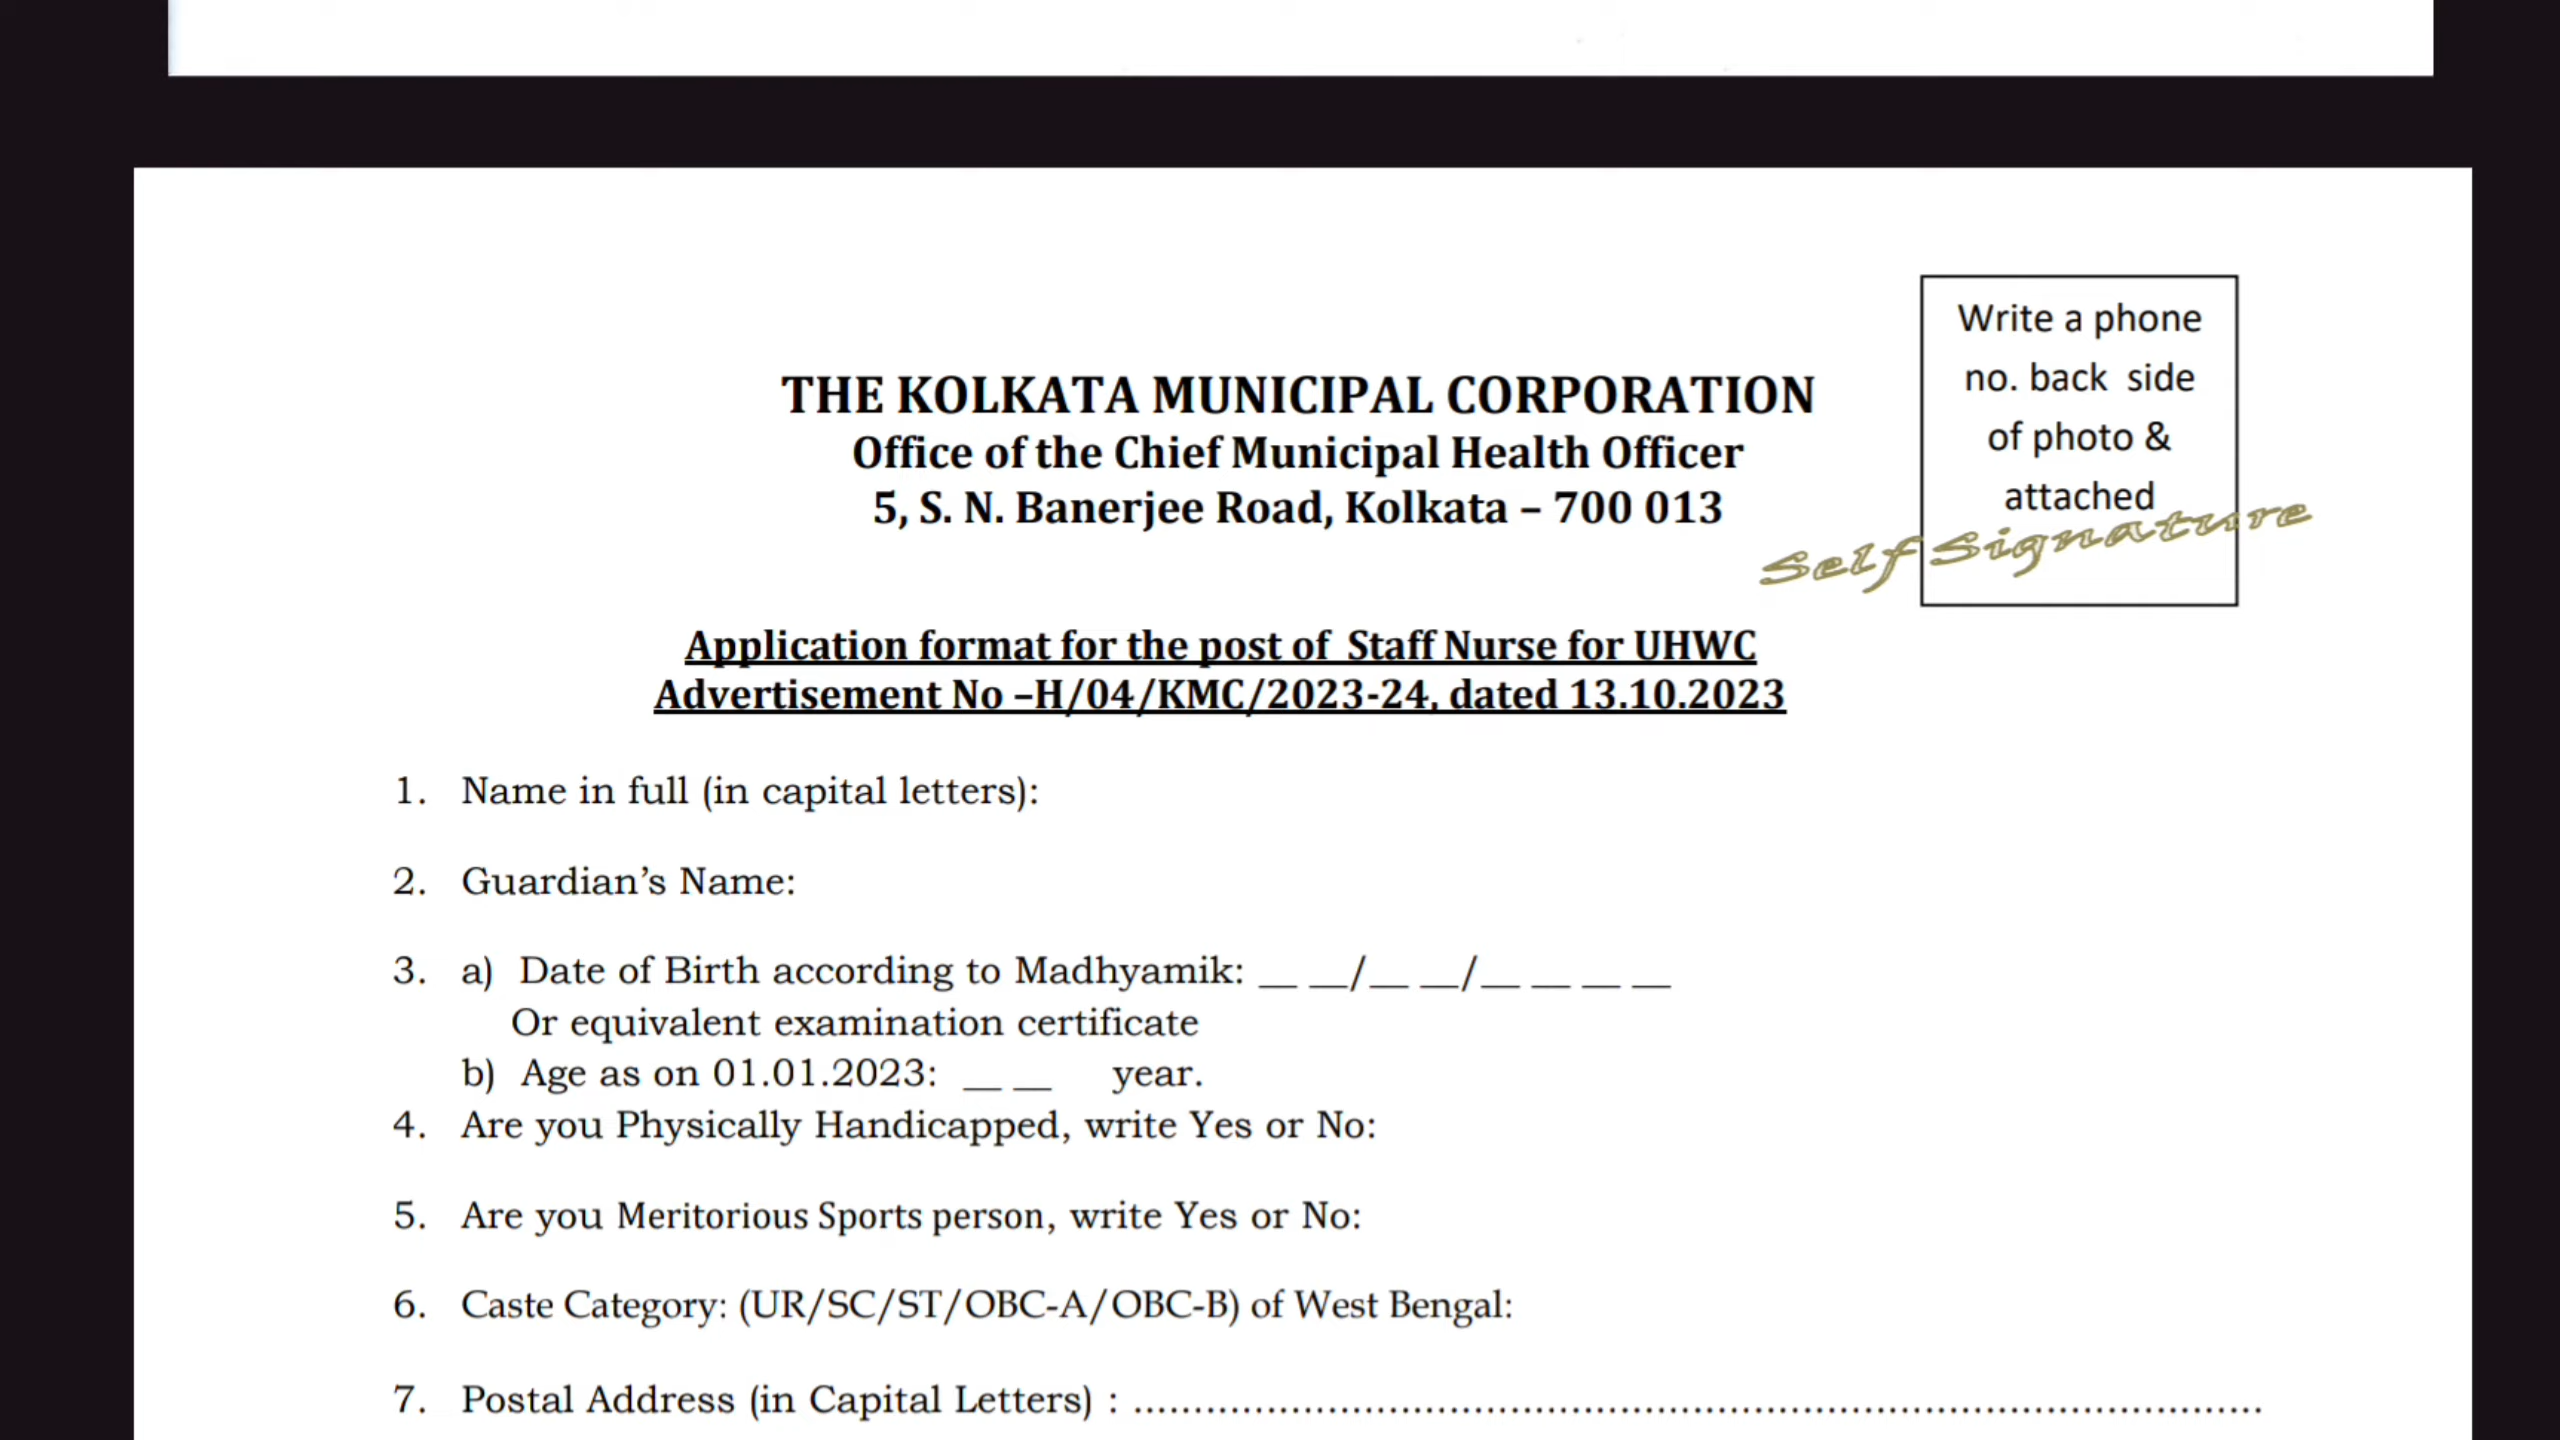 Write a phone
no. back side
of photo &
attached
Self Signature
THE KOLKATA MUNICIPAL CORPORATION
Office of the Chief Municipal Health Officer
5, S. N. Banerjee Road, Kolkata – 700 013
Application format for the post of Staff Nurse for UHWC
Advertisement No –H/04/KMC/2023-24, dated 13.10.2023
1. Name in full (in capital letters):
2. Guardian’s Name:
3. a) Date of Birth according to Madhyamik: __ __/__ __/__ __ __ __
Or equivalent examination certificate
b) Age as on 01.01.2023: __ __ year.
4. Are you Physically Handicapped, write Yes or No:
5. Are you Meritorious Sports person, write Yes or No:
6. Caste Category: (UR/SC/ST/OBC-A/OBC-B) of West Bengal:
7. Postal Address (in Capital Letters) : ..........................................................................................